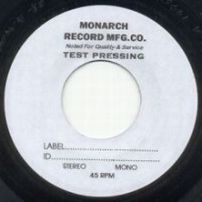 MONARCH
RECORD MFG.CO.
Noted For Quality & Service
TEST PRESSING
LABEL
ID
STEREO MONO
45 RPM